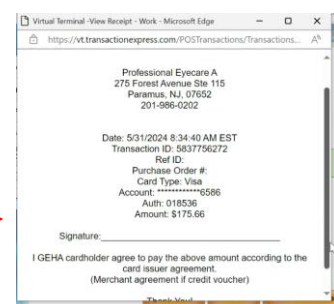 Virtual Terminal -View Receipt - Work - Microsoft Edge
https://vt.transactionexpress.com/POSTransactions/Transactions...
Professional Eyecare A
275 Forest Avenue Ste 115
Paramus, NJ, 07652
201-986-0202
Date: 5/31/2024 8:34:40 AM EST
Transaction ID: 5837756272
Ref ID:
Purchase Order #:
Card Type: Visa
Account: ************6586
Auth: 018536
Amount: $175.66
Signature:
I GEHA cardholder agree to pay the above amount according to the
card issuer agreement.
(Merchant agreement if credit voucher)
Thank You!